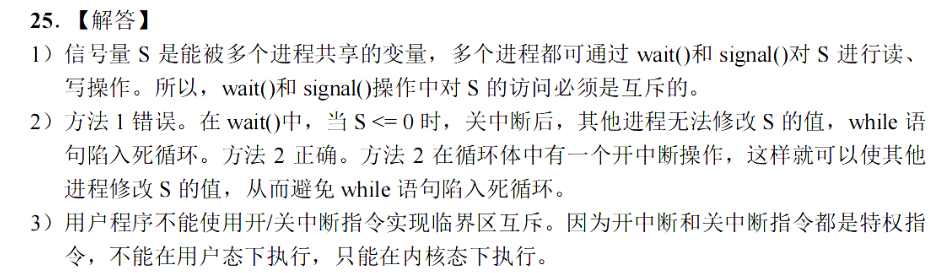 25. 【解答】
1）信号量 S 是能被多个进程共享的变量，多个进程都可通过 wait()和 signal()对 S 进行读、
写操作。所以，wait()和 signal()操作中对 S 的访问必须是互斥的。
2）方法 1 错误。在 wait()中，当 S <= 0 时，关中断后，其他进程无法修改 S 的值，while 语
句陷入死循环。方法 2 正确。方法 2 在循环体中有一个开中断操作，这样就可以使其他
进程修改 S 的值，从而避免 while 语句陷入死循环。
3）用户程序不能使用开/关中断指令实现临界区互斥。因为开中断和关中断指令都是特权指
令，不能在用户态下执行，只能在内核态下执行。